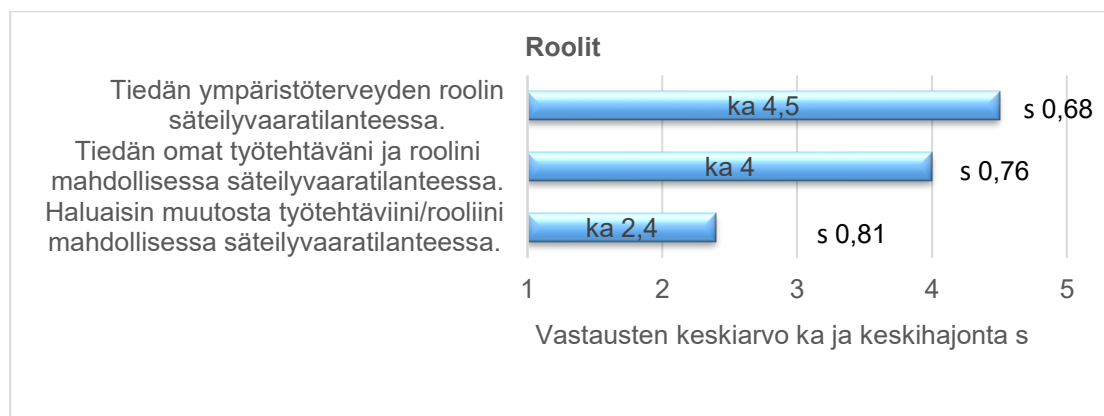 Roolit
Tiedän ympäristöterveyden roolin
säteilyvaaratilanteessa.
ka 4,5
s 0,68
Tiedän omat työtehtäväni ja roolini
mahdollisessa säteilyvaaratilanteessa.
ka 4
s 0,76
Haluaisin muutosta työtehtäviini/rooliini
mahdollisessa säteilyvaaratilanteessa.
ka 2,4
s 0,81
1 2 3 4 5
Vastausten keskiarvo ka ja keskihajonta s